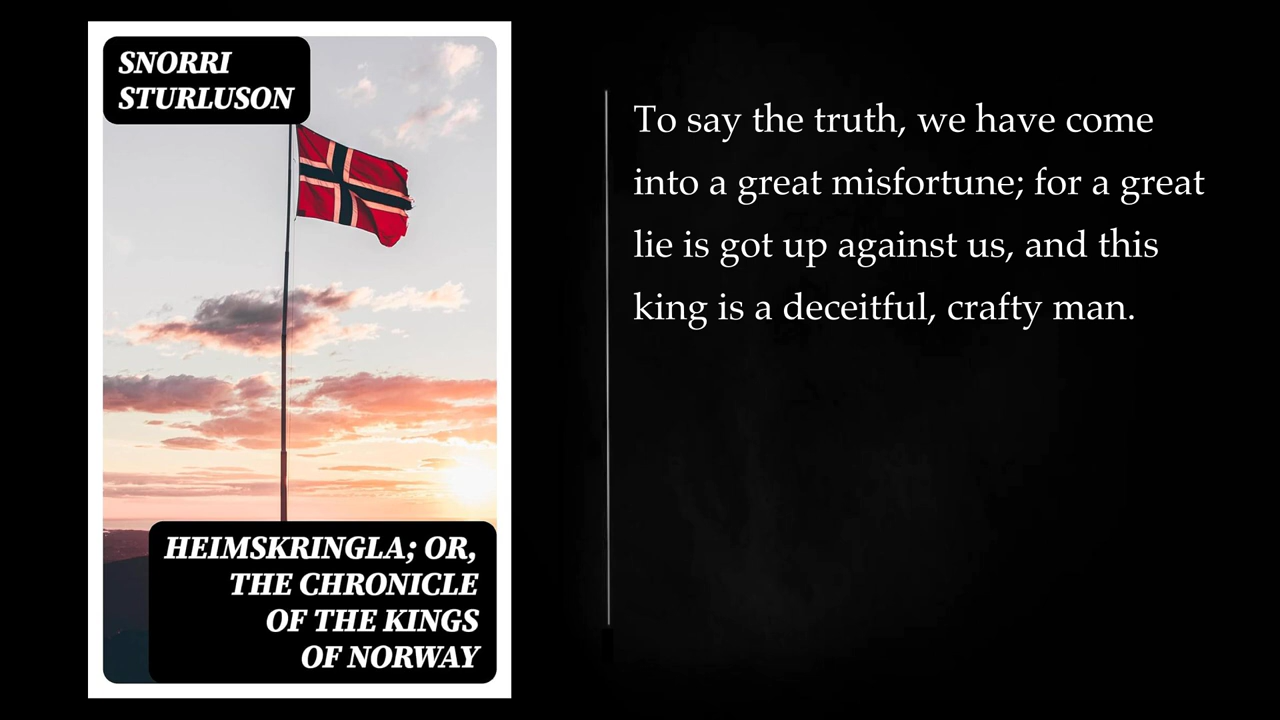 SNORRI
STURLUSON
HEIMSKRINGLA; OR,
THE CHRONICLE
OF THE KINGS
OF NORWAY
To say the truth, we have come
into a great misfortune; for a great
lie is got up against us, and this
king is a deceitful, crafty man.